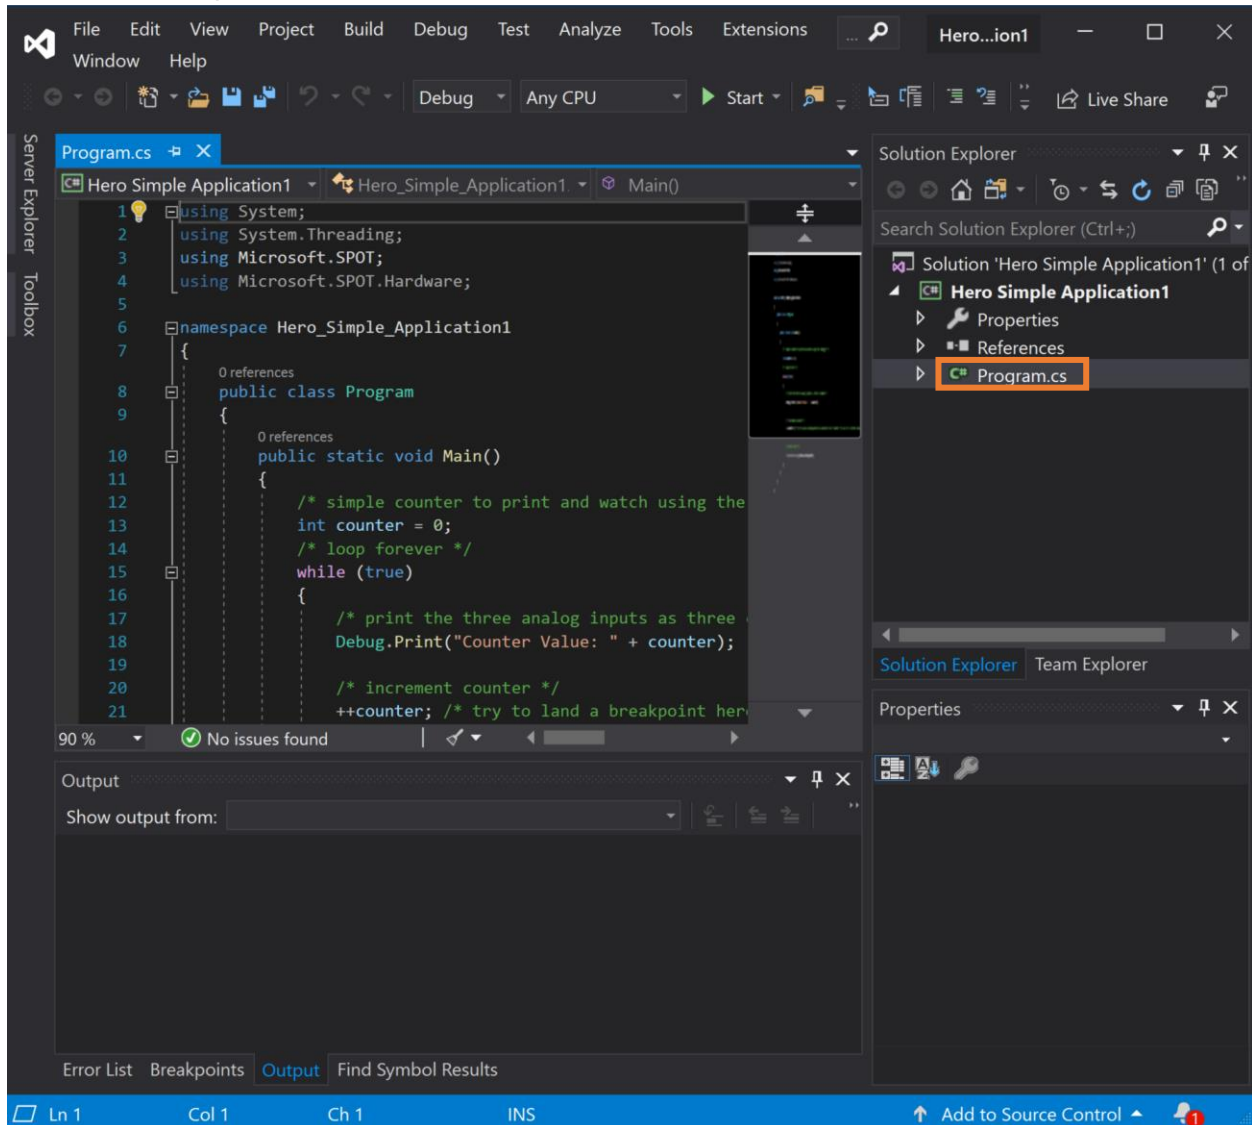 File Edit View Project Build Debug Test Analyze Tools Extensions ... Hero...ion1
Window Help
Debug Any CPU Start Live Share
Server Explorer
Toolbox
Program.cs
Hero Simple Application1 Hero_Simple_Application1. Main()
1 using System;
2 using System.Threading;
3 using Microsoft.SPOT;
4 using Microsoft.SPOT.Hardware;
5
6 namespace Hero_Simple_Application1
7 {
0 references
8 public class Program
9 {
0 references
10 public static void Main()
11 {
12 /* simple counter to print and watch using the
13 int counter = 0;
14 /* loop forever */
15 while (true)
16 {
17 /* print the three analog inputs as three
18 Debug.Print("Counter Value: " + counter);
19
20 /* increment counter */
21 ++counter; /* try to land a breakpoint her
90 % No issues found
Output
Show output from:
Error List Breakpoints Output Find Symbol Results
Solution Explorer
Search Solution Explorer (Ctrl+;)
Solution 'Hero Simple Application1' (1 of
C# Hero Simple Application1
Properties
References
C# Program.cs
Solution Explorer Team Explorer
Properties
Ln 1 Col 1 Ch 1 INS Add to Source Control 1